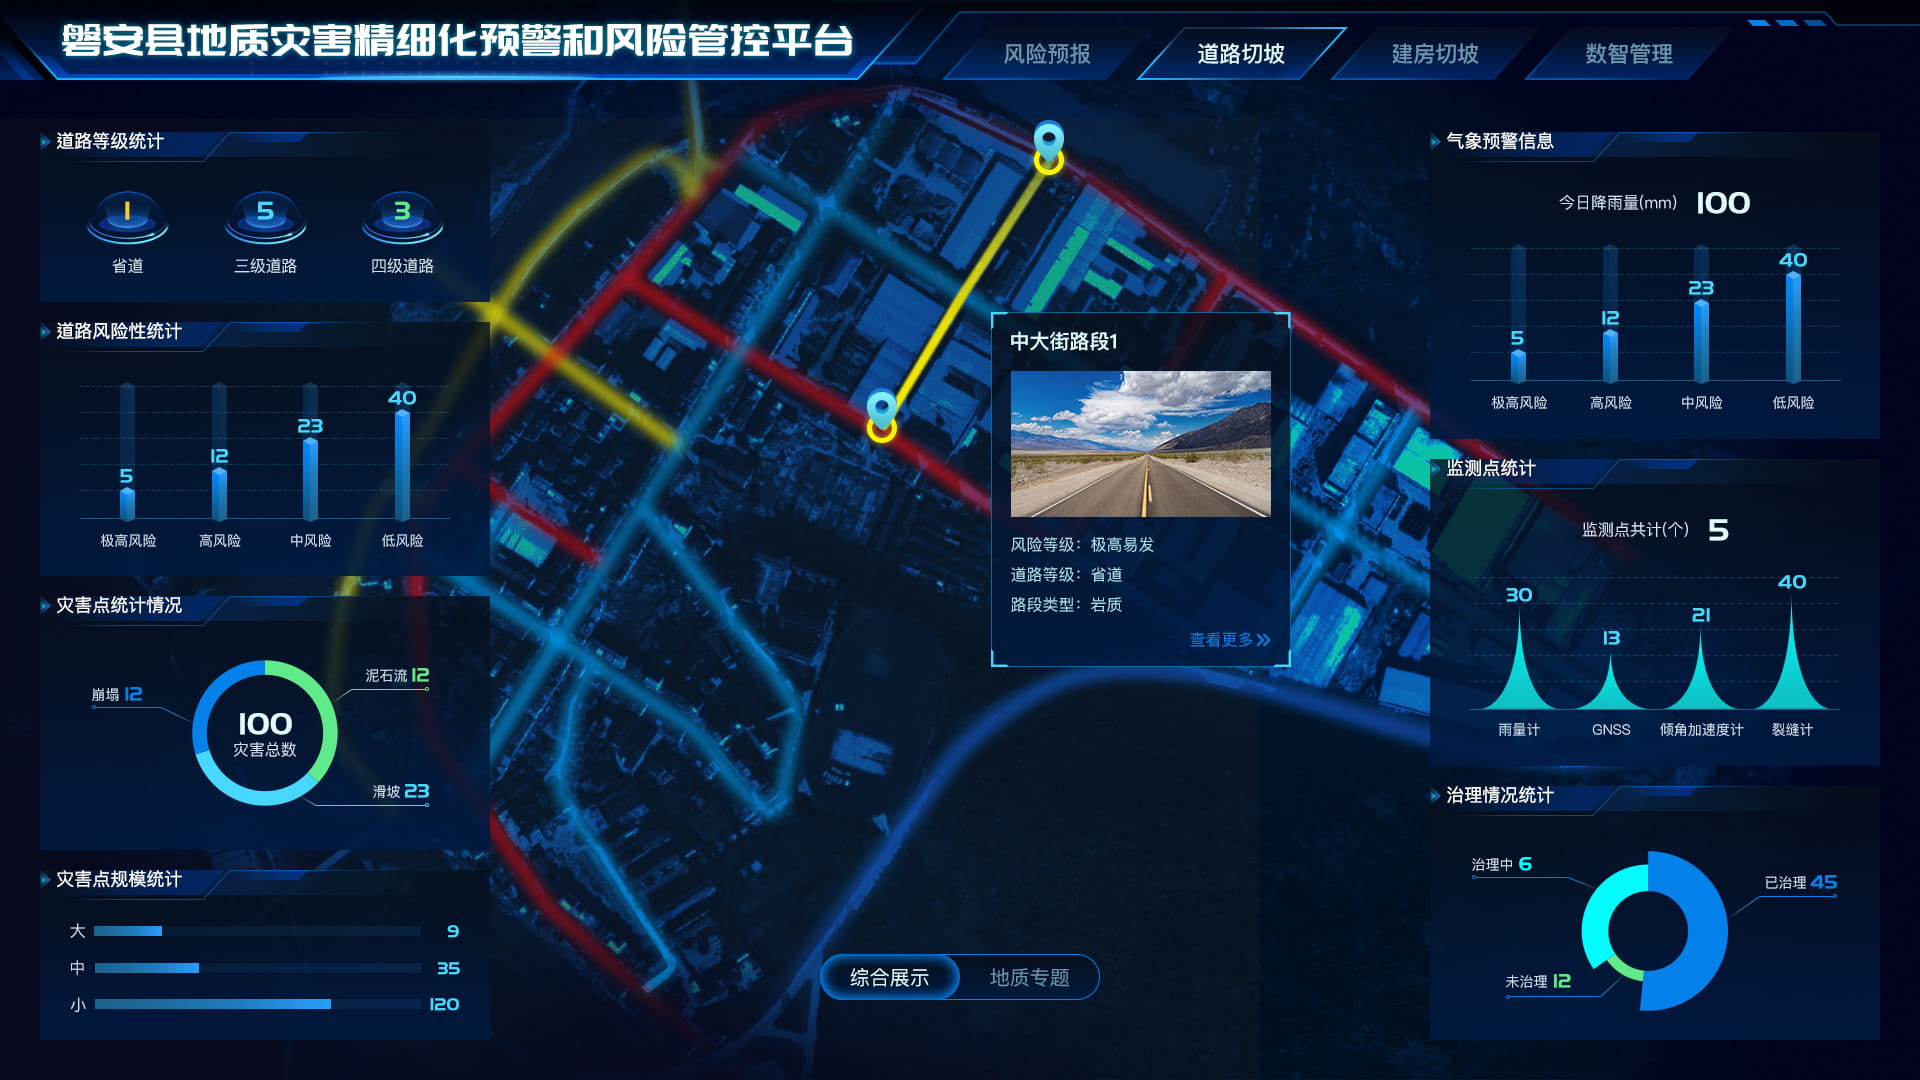 磐安县地质灾害精细化预警和风险管控平台
风险预报
道路切坡
建房切坡
数智管理
道路等级统计
1
5
3
省道
三级道路
四级道路
道路风险性统计
5
12
23
40
极高风险
高风险
中风险
低风险
灾害点统计情况
泥石流 12
崩塌 12
100
灾害总数
滑坡 23
灾害点规模统计
大 9
中 35
小 120
中大街路段1
风险等级：极高易发
道路等级：省道
路段类型：岩质
查看更多
综合展示
地质专题
气象预警信息
今日降雨量(mm) 100
5
12
23
40
极高风险
高风险
中风险
低风险
监测点统计
监测点共计(个) 5
30
13
21
40
雨量计
GNSS
倾角加速度计
裂缝计
治理情况统计
治理中 6
已治理 45
未治理 12